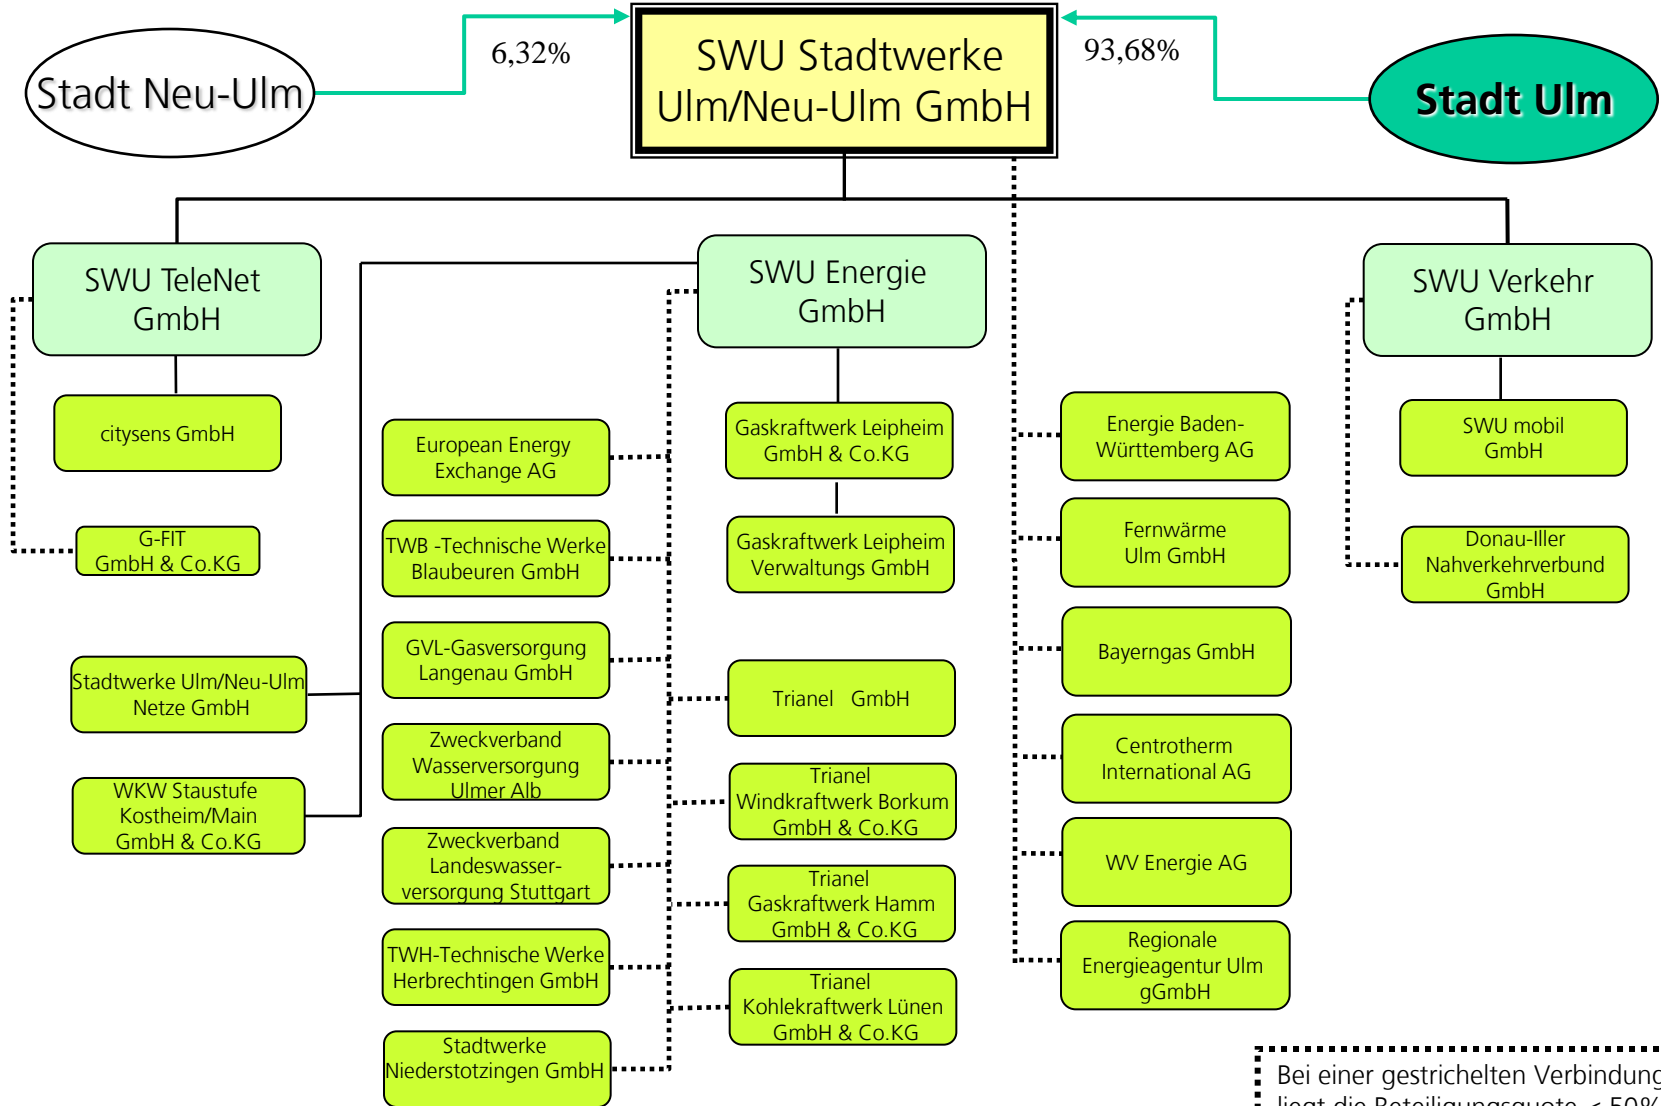 Stadt Neu-Ulm
6,32%
SWU Stadtwerke
Ulm/Neu-Ulm GmbH
93,68%
Stadt Ulm
SWU TeleNet
GmbH
SWU Energie
GmbH
SWU Verkehr
GmbH
citysens GmbH
G-FIT
GmbH & Co.KG
Stadtwerke Ulm/Neu-Ulm
Netze GmbH
WKW Staustufe
Kostheim/Main
GmbH & Co.KG
European Energy
Exchange AG
TWB -Technische Werke
Blaubeuren GmbH
GVL-Gasversorgung
Langenau GmbH
Zweckverband
Wasserversorgung
Ulmer Alb
Zweckverband
Landeswasser-
versorgung Stuttgart
TWH-Technische Werke
Herbrechtingen GmbH
Stadtwerke
Niederstotzingen GmbH
Gaskraftwerk Leipheim
GmbH & Co.KG
Gaskraftwerk Leipheim
Verwaltungs GmbH
Trianel GmbH
Trianel
Windkraftwerk Borkum
GmbH & Co.KG
Trianel
Gaskraftwerk Hamm
GmbH & Co.KG
Trianel
Kohlekraftwerk Lünen
GmbH & Co.KG
Energie Baden-
Württemberg AG
Fernwärme
Ulm GmbH
Bayerngas GmbH
Centrotherm
International AG
WV Energie AG
Regionale
Energieagentur Ulm
gGmbH
SWU mobil
GmbH
Donau-Iller
Nahverkehrverbund
GmbH
Bei einer gestrichelten Verbindung
liegt die Beteiligungsquote < 50%